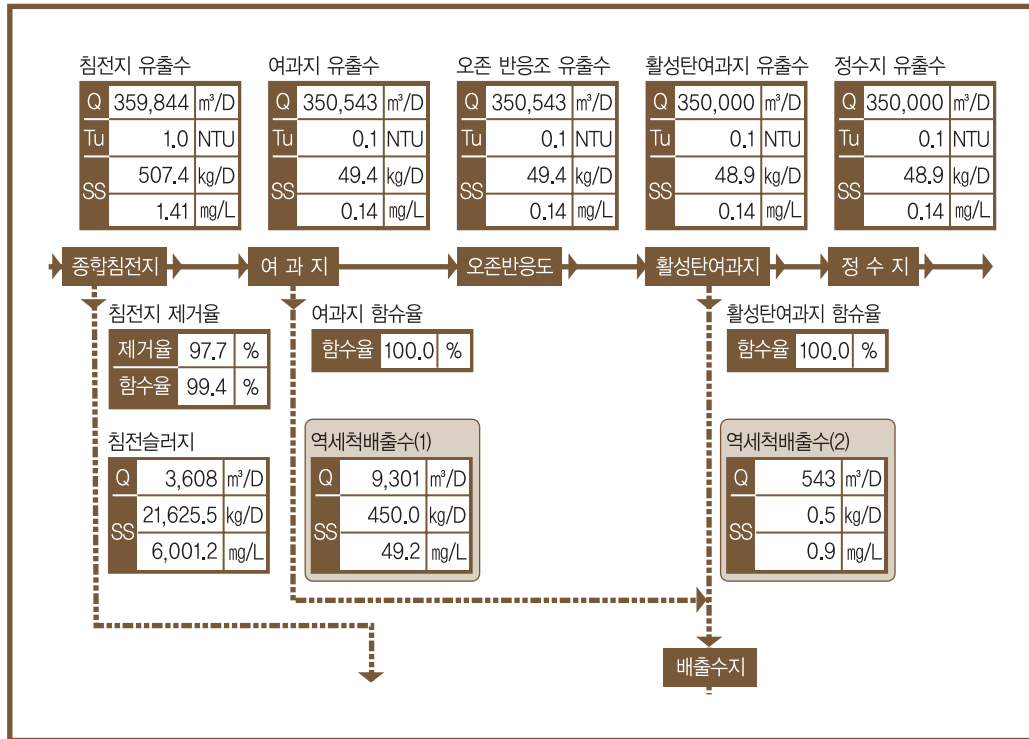 침전지 유출수
Q 359,844 m³/D
Tu 1.0 NTU
SS 507.4 kg/D
1.41 mg/L
여과지 유출수
Q 350,543 m³/D
Tu 0.1 NTU
SS 49.4 kg/D
0.14 mg/L
오존 반응조 유출수
Q 350,543 m³/D
Tu 0.1 NTU
SS 49.4 kg/D
0.14 mg/L
활성탄여과지 유출수
Q 350,000 m³/D
Tu 0.1 NTU
SS 48.9 kg/D
0.14 mg/L
정수지 유출수
Q 350,000 m³/D
Tu 0.1 NTU
SS 48.9 kg/D
0.14 mg/L
종합침전지
여 과 지
오존반응도
활성탄여과지
정 수 지
침전지 제거율
제거율 97.7 %
함수율 99.4 %
여과지 함슈율
함수율 100.0 %
활성탄여과지 함슈율
함수율 100.0 %
침전슬러지
Q 3,608 m³/D
SS 21,625.5 kg/D
6,001.2 mg/L
역세척배출수(1)
Q 9,301 m³/D
SS 450.0 kg/D
49.2 mg/L
역세척배출수(2)
Q 543 m³/D
SS 0.5 kg/D
0.9 mg/L
배출수지